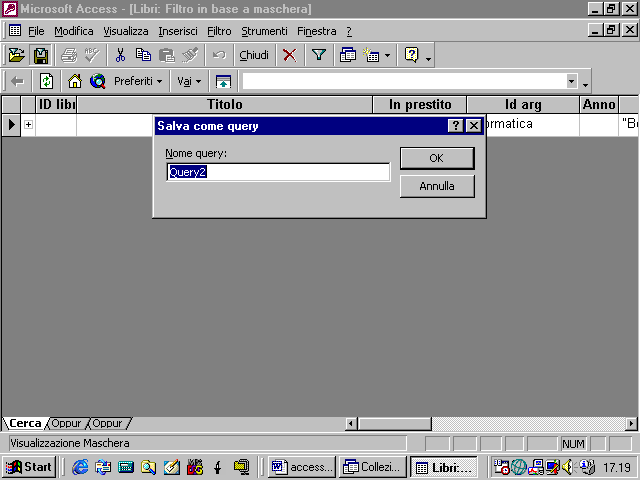 Microsoft Access - [Libri: Filtro in base a maschera]
File Modifica Visualizza Inserisci Filtro Strumenti Finestra ?
Chiudi
Preferiti Vai
ID libri Titolo In prestito Id arg Anno
"Be
Salva come query
Nome query:
Query2
OK
Annulla
Cerca Oppur Oppur
Visualizzazione Maschera NUM
Start access... Collezi... Libri:... 17.19